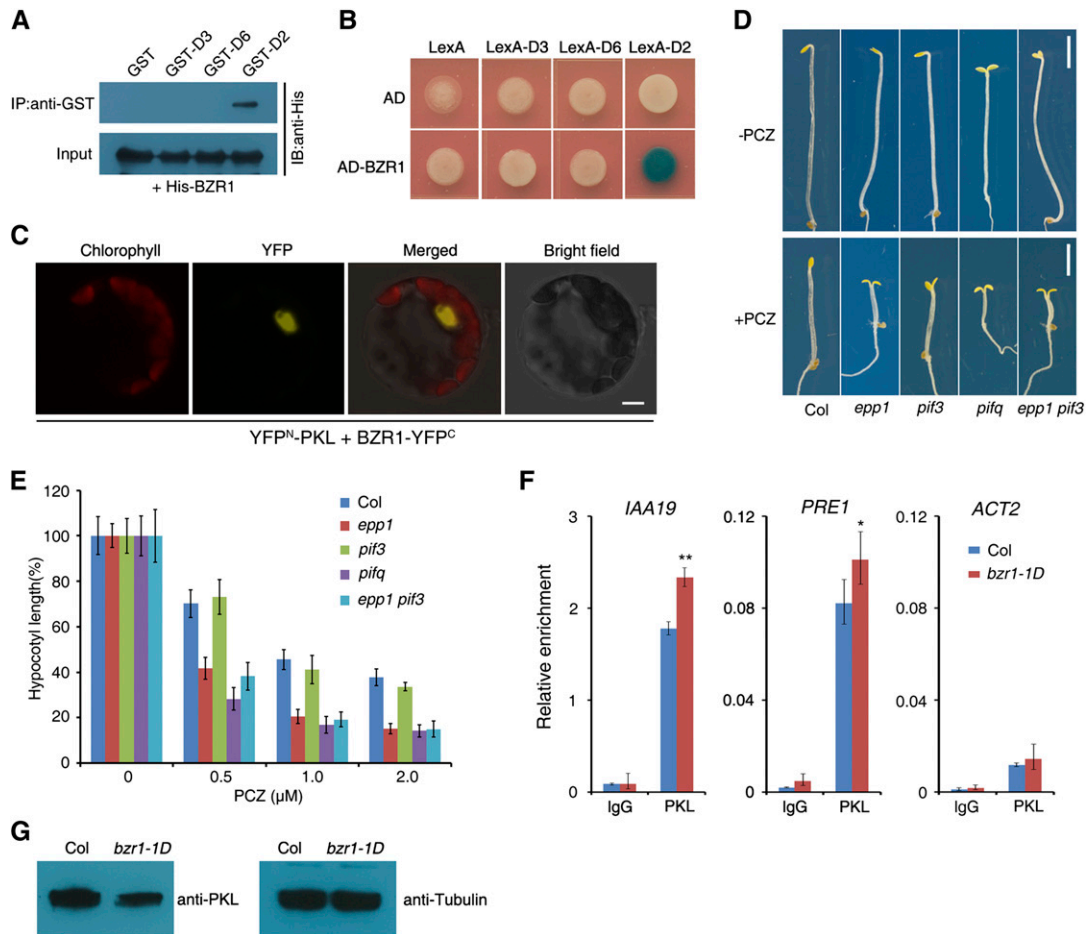 A
GST
GST-D3
GST-D6
GST-D2
IP:anti-GST
Input
IB:anti-His
+ His-BZR1
B
LexA LexA-D3 LexA-D6 LexA-D2
AD
AD-BZR1
C
Chlorophyll YFP Merged Bright field
YFPᴺ-PKL + BZR1-YFPᶜ
D
-PCZ
+PCZ
Col epp1 pif3 pifq epp1 pif3
E
Hypocotyl length(%)
120
100
80
60
40
20
0
Col
epp1
pif3
pifq
epp1 pif3
0 0.5 1.0 2.0
PCZ (µM)
F
Relative enrichment
IAA19
3
2
1
0
**
IgG PKL
PRE1
0.12
0.08
0.04
0
*
IgG PKL
ACT2
0.12
0.08
0.04
0
Col
bzr1-1D
IgG PKL
G
Col bzr1-1D
anti-PKL
Col bzr1-1D
anti-Tubulin